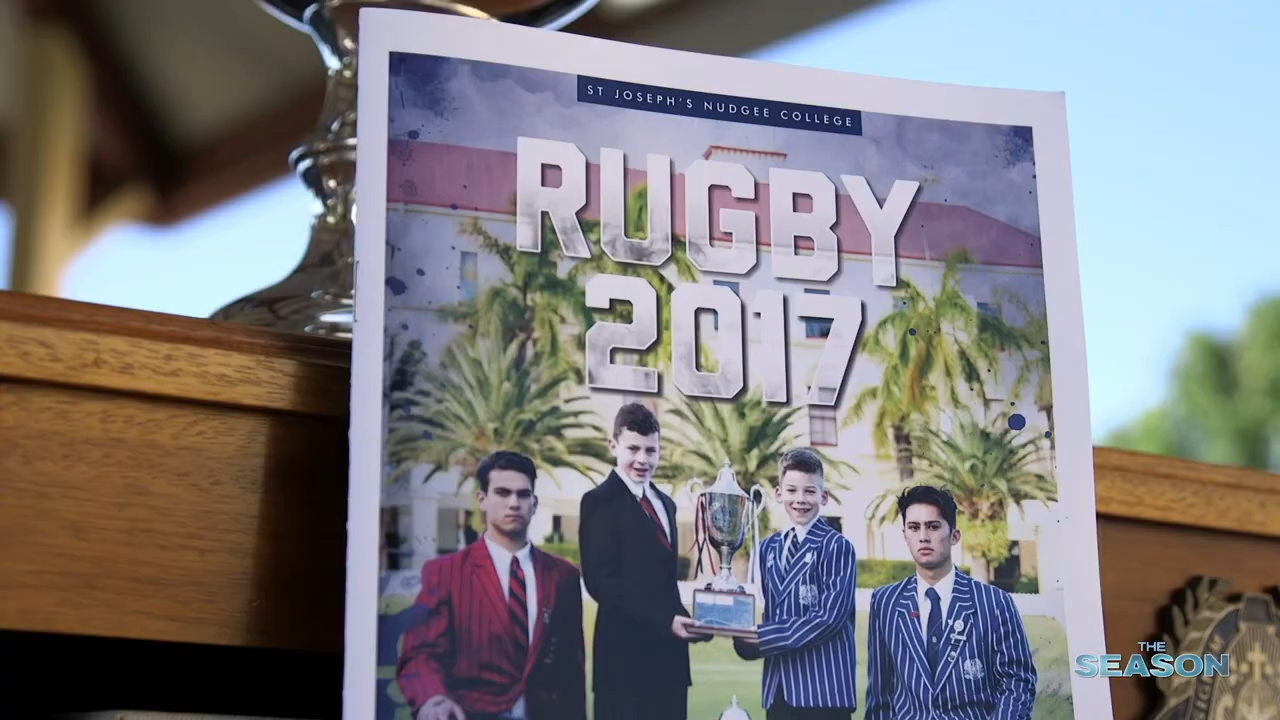 ST JOSEPH'S NUDGEE COLLEGE
RUGBY
2017
THE
SEASON